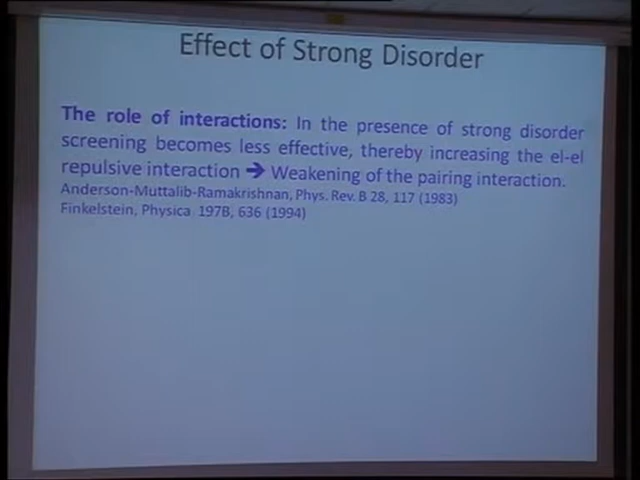 Effect of Strong Disorder
The role of interactions: In the presence of strong disorder
screening becomes less effective, thereby increasing the el-el
repulsive interaction ➔ Weakening of the pairing interaction.
Anderson-Muttalib-Ramakrishnan, Phys. Rev. B 28, 117 (1983)
Finkelstein, Physica 197B, 636 (1994)